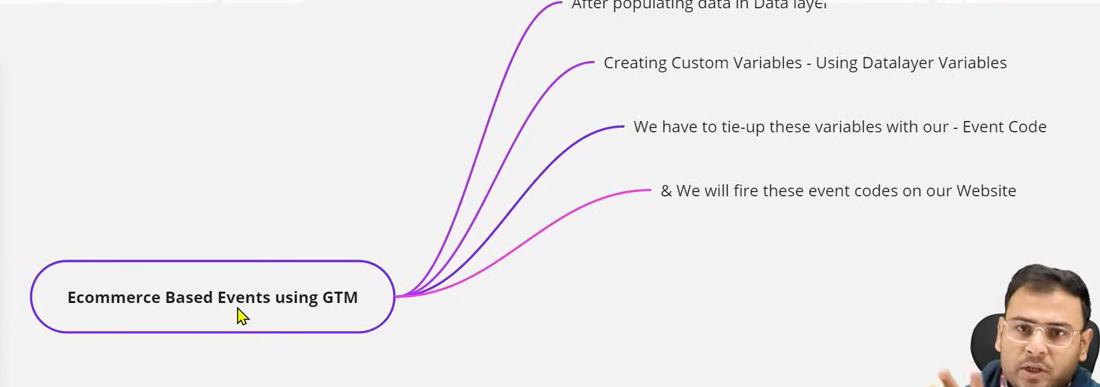 After populating data in Data layer
Creating Custom Variables - Using Datalayer Variables
We have to tie-up these variables with our - Event Code
& We will fire these event codes on our Website
Ecommerce Based Events using GTM